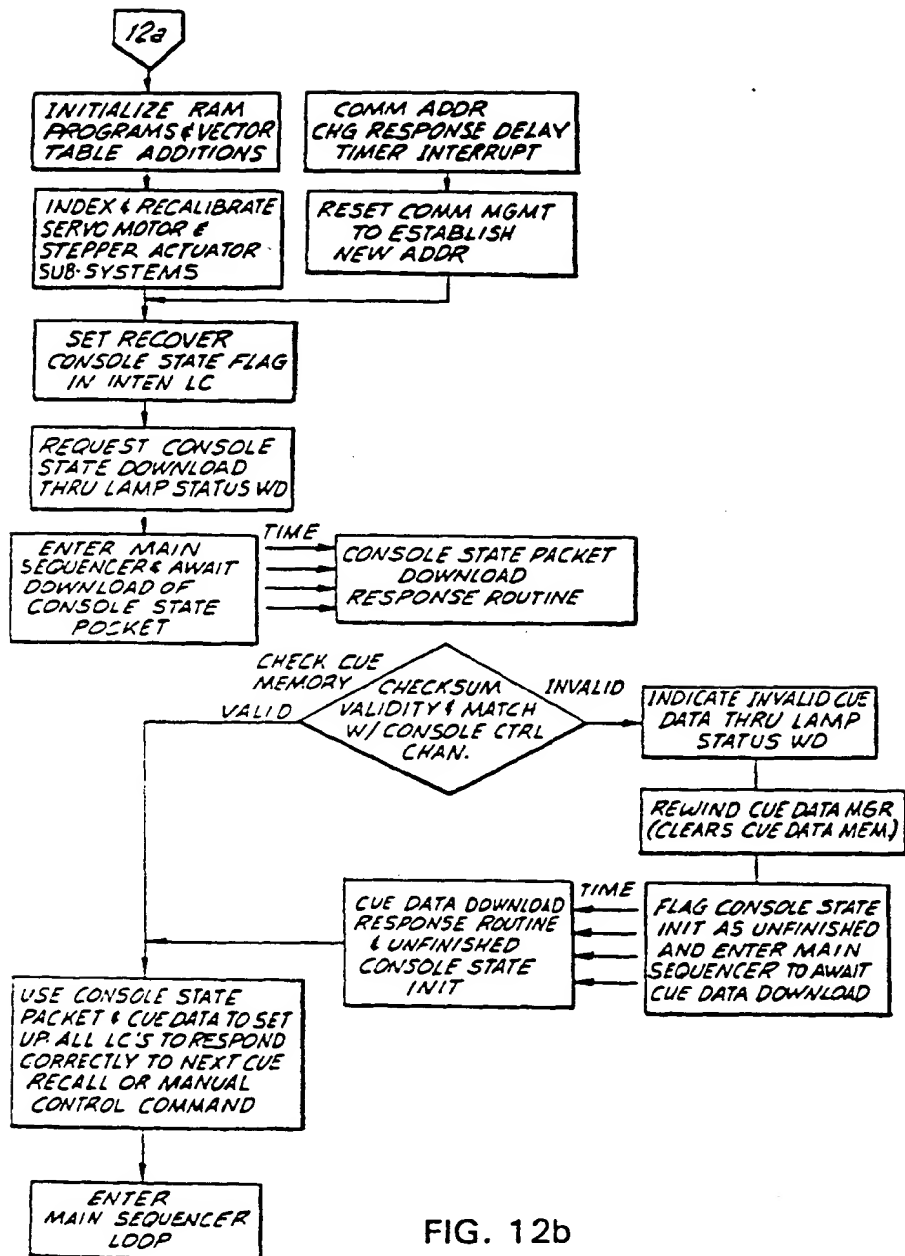 12a
INITIALIZE RAM
PROGRAMS & VECTOR
TABLE ADDITIONS
COMM ADDR
CHG RESPONSE DELAY
TIMER INTERRUPT
INDEX & RECALIBRATE
SERVO MOTOR &
STEPPER ACTUATOR
SUB-SYSTEMS
RESET COMM MGMT
TO ESTABLISH
NEW ADDR
SET RECOVER
CONSOLE STATE FLAG
IN INTEN LC
REQUEST CONSOLE
STATE DOWNLOAD
THRU LAMP STATUS WD
ENTER MAIN
SEQUENCER & AWAIT
DOWNLOAD OF
CONSOLE STATE
POCKET
TIME
CONSOLE STATE PACKET
DOWNLOAD
RESPONSE ROUTINE
CHECK CUE
MEMORY
VALID
CHECKSUM
VALIDITY & MATCH
W/ CONSOLE CTRL
CHAN.
INVALID
INDICATE INVALID CUE
DATA THRU LAMP
STATUS WD
REWIND CUE DATA MGR
(CLEARS CUE DATA MEM)
TIME
FLAG CONSOLE STATE
INIT AS UNFINISHED
AND ENTER MAIN
SEQUENCER TO AWAIT
CUE DATA DOWNLOAD
CUE DATA DOWNLOAD
RESPONSE ROUTINE
& UNFINISHED
CONSOLE STATE
INIT
USE CONSOLE STATE
PACKET & CUE DATA TO SET
UP ALL LC'S TO RESPOND
CORRECTLY TO NEXT CUE
RECALL OR MANUAL
CONTROL COMMAND
ENTER
MAIN SEQUENCER
LOOP
FIG. 12b